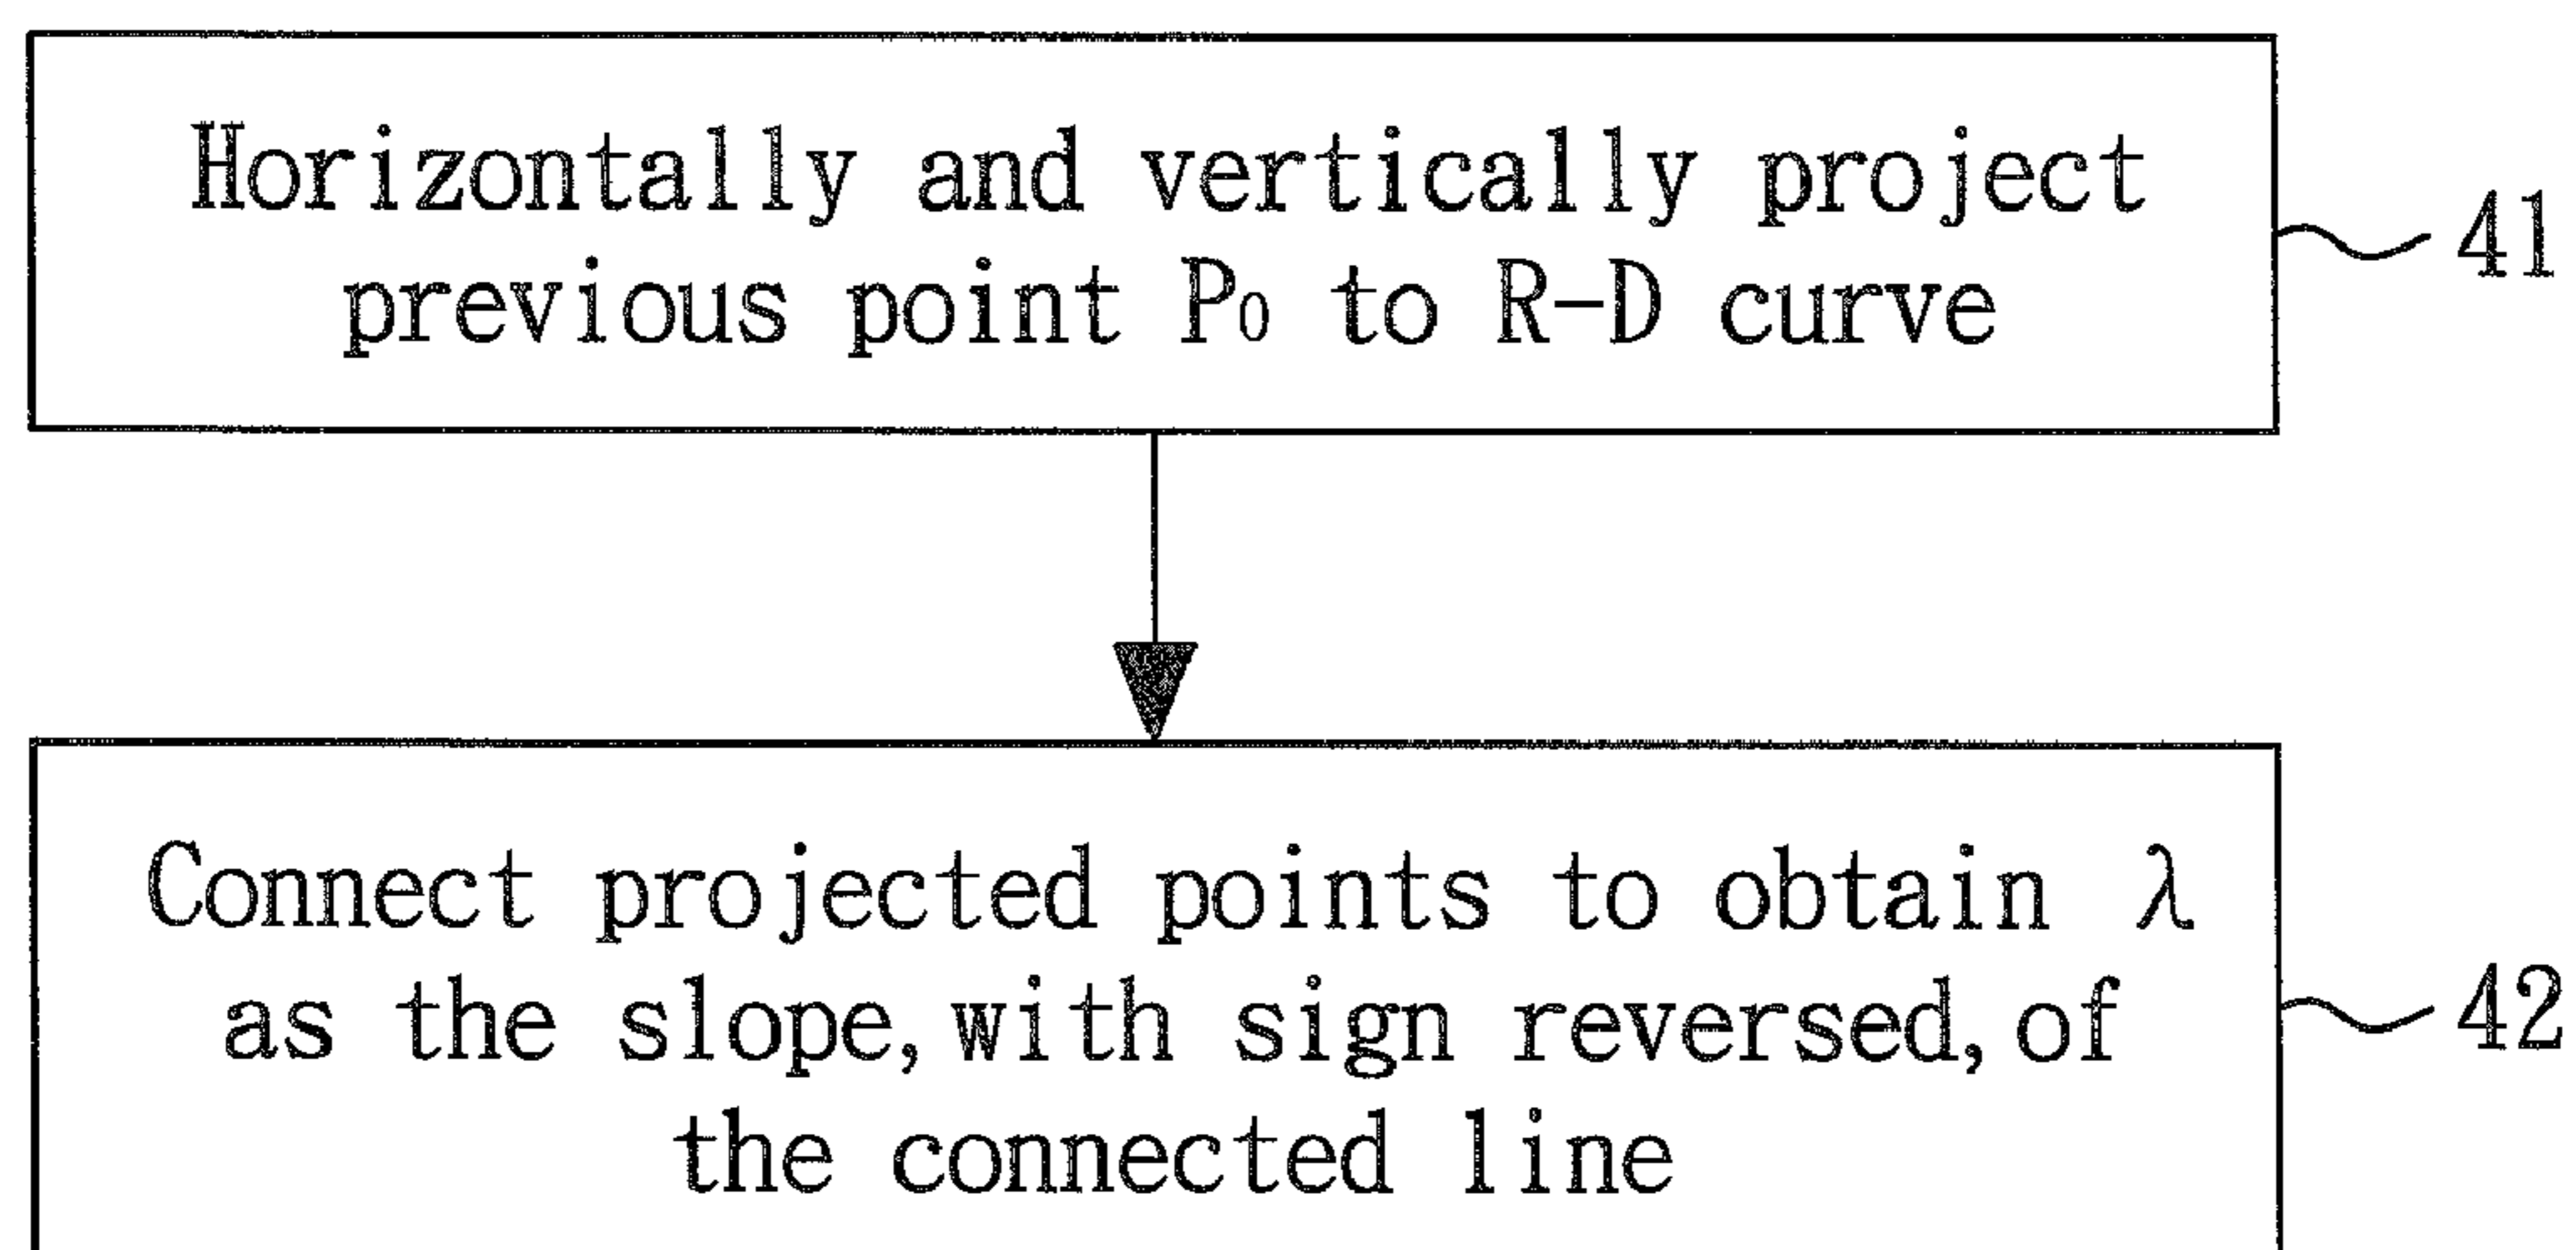 Horizontally and vertically project
previous point P₀ to R-D curve
41
Connect projected points to obtain λ
as the slope, with sign reversed, of
the connected line
42